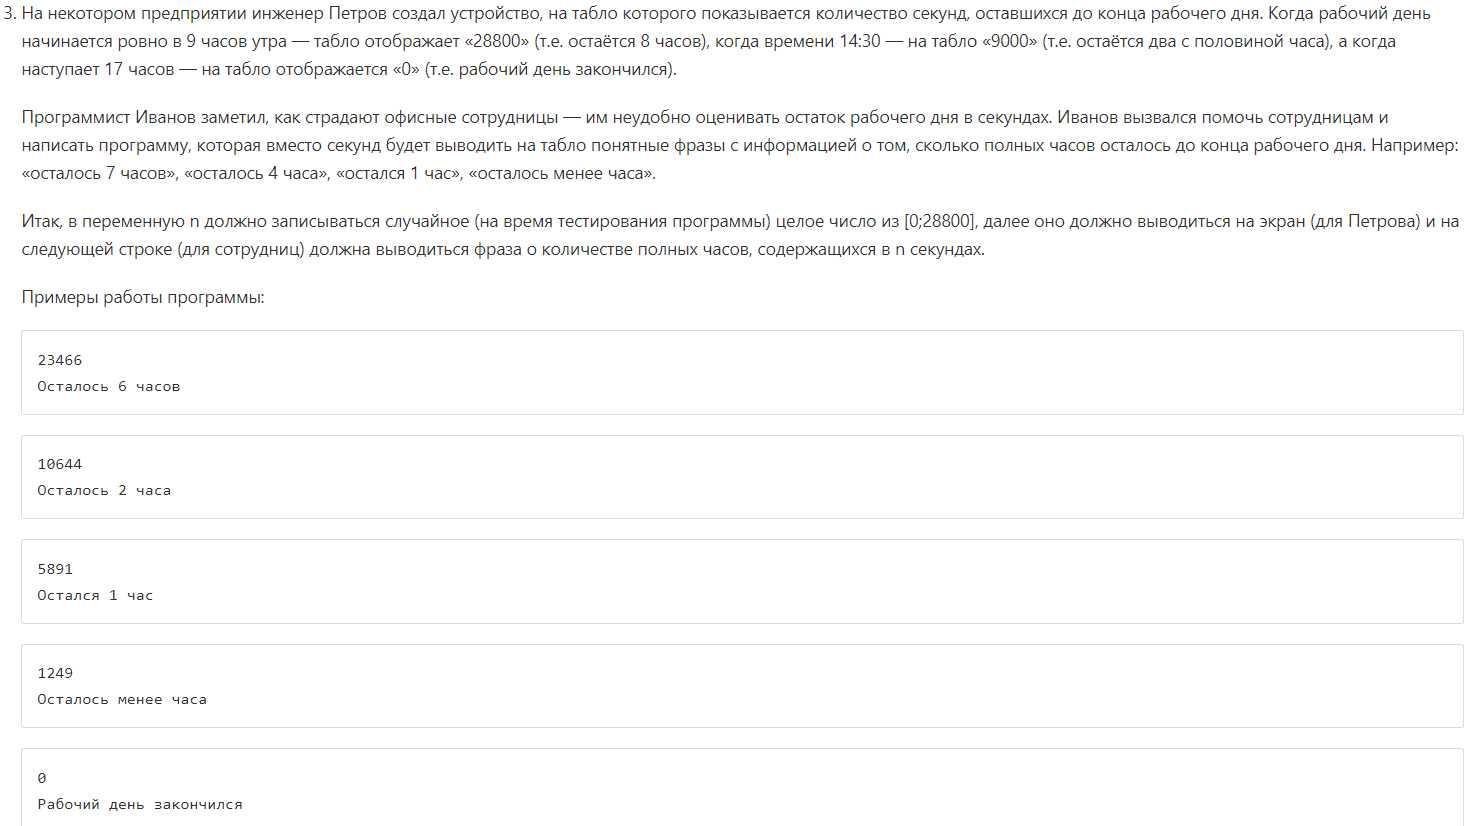 3. На некотором предприятии инженер Петров создал устройство, на табло которого показывается количество секунд, оставшихся до конца рабочего дня. Когда рабочий день
начинается ровно в 9 часов утра — табло отображает «28800» (т.е. остаётся 8 часов), когда времени 14:30 — на табло «9000» (т.е. остаётся два с половиной часа), а когда
наступает 17 часов — на табло отображается «0» (т.е. рабочий день закончился).
Программист Иванов заметил, как страдают офисные сотрудницы — им неудобно оценивать остаток рабочего дня в секундах. Иванов вызвался помочь сотрудницам и
написать программу, которая вместо секунд будет выводить на табло понятные фразы с информацией о том, сколько полных часов осталось до конца рабочего дня. Например:
«осталось 7 часов», «осталось 4 часа», «остался 1 час», «осталось менее часа».
Итак, в переменную n должно записываться случайное (на время тестирования программы) целое число из [0;28800], далее оно должно выводиться на экран (для Петрова) и на
следующей строке (для сотрудниц) должна выводиться фраза о количестве полных часов, содержащихся в n секундах.
Примеры работы программы:
23466
Осталось 6 часов
10644
Осталось 2 часа
5891
Остался 1 час
1249
Осталось менее часа
0
Рабочий день закончился